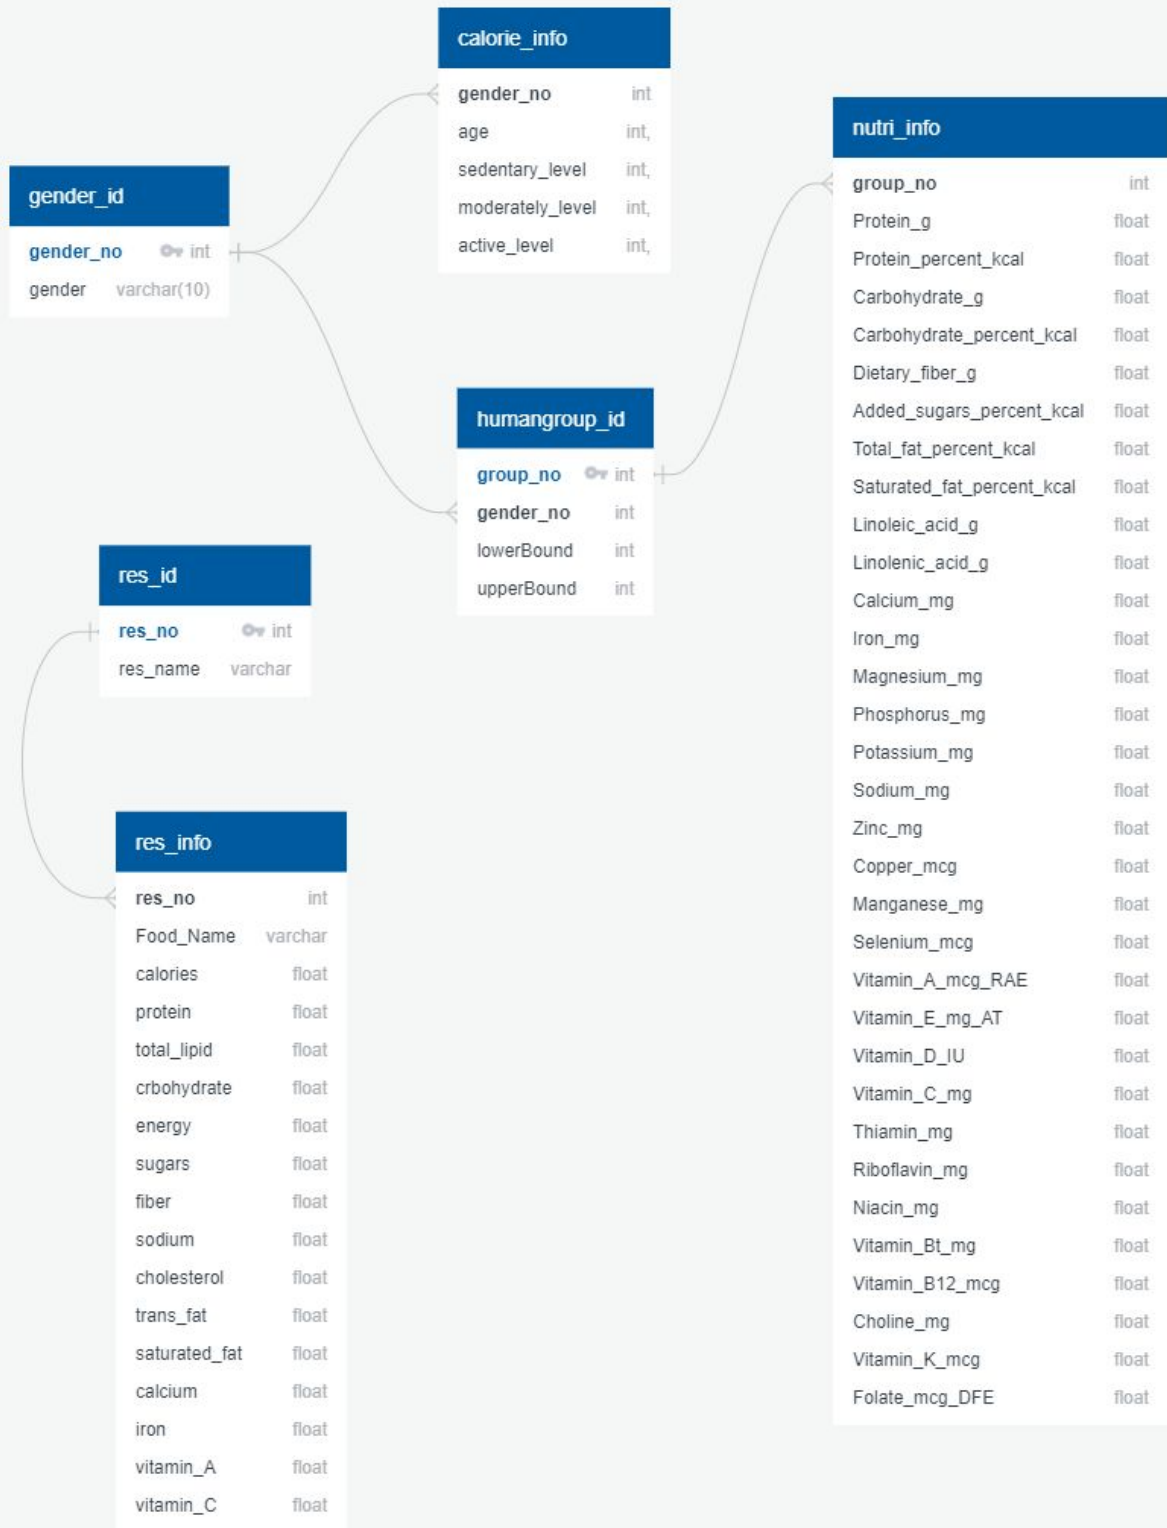 calorie_info
gender_no int
age int,
sedentary_level int,
moderately_level int,
active_level int,
gender_id
gender_no int
gender varchar(10)
humangroup_id
group_no int
gender_no int
lowerBound int
upperBound int
res_id
res_no int
res_name varchar
res_info
res_no int
Food_Name varchar
calories float
protein float
total_lipid float
crbohydrate float
energy float
sugars float
fiber float
sodium float
cholesterol float
trans_fat float
saturated_fat float
calcium float
iron float
vitamin_A float
vitamin_C float
nutri_info
group_no int
Protein_g float
Protein_percent_kcal float
Carbohydrate_g float
Carbohydrate_percent_kcal float
Dietary_fiber_g float
Added_sugars_percent_kcal float
Total_fat_percent_kcal float
Saturated_fat_percent_kcal float
Linoleic_acid_g float
Linolenic_acid_g float
Calcium_mg float
Iron_mg float
Magnesium_mg float
Phosphorus_mg float
Potassium_mg float
Sodium_mg float
Zinc_mg float
Copper_mcg float
Manganese_mg float
Selenium_mcg float
Vitamin_A_mcg_RAE float
Vitamin_E_mg_AT float
Vitamin_D_IU float
Vitamin_C_mg float
Thiamin_mg float
Riboflavin_mg float
Niacin_mg float
Vitamin_Bt_mg float
Vitamin_B12_mcg float
Choline_mg float
Vitamin_K_mcg float
Folate_mcg_DFE float